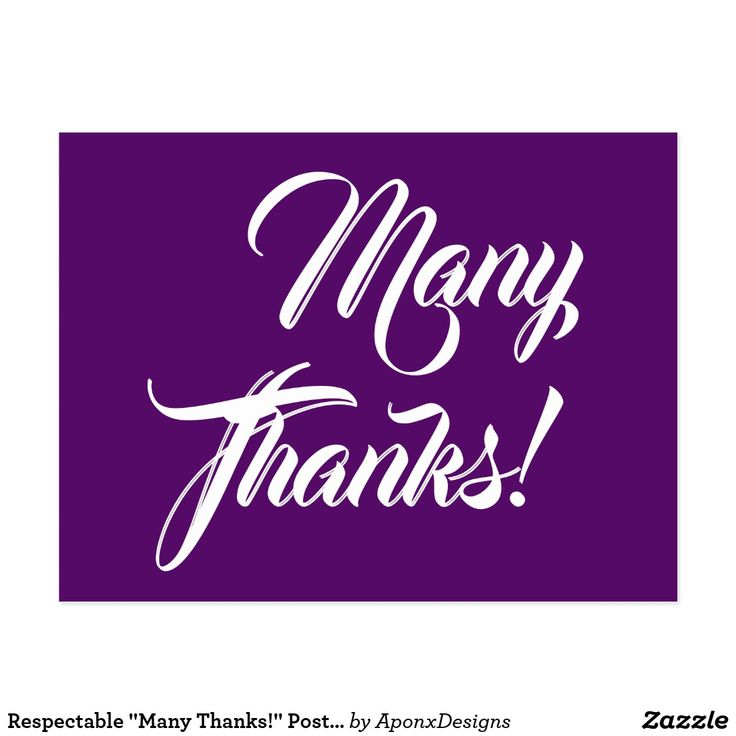 Many
Thanks!
Respectable "Many Thanks!" Post... by AponxDesigns Zazzle